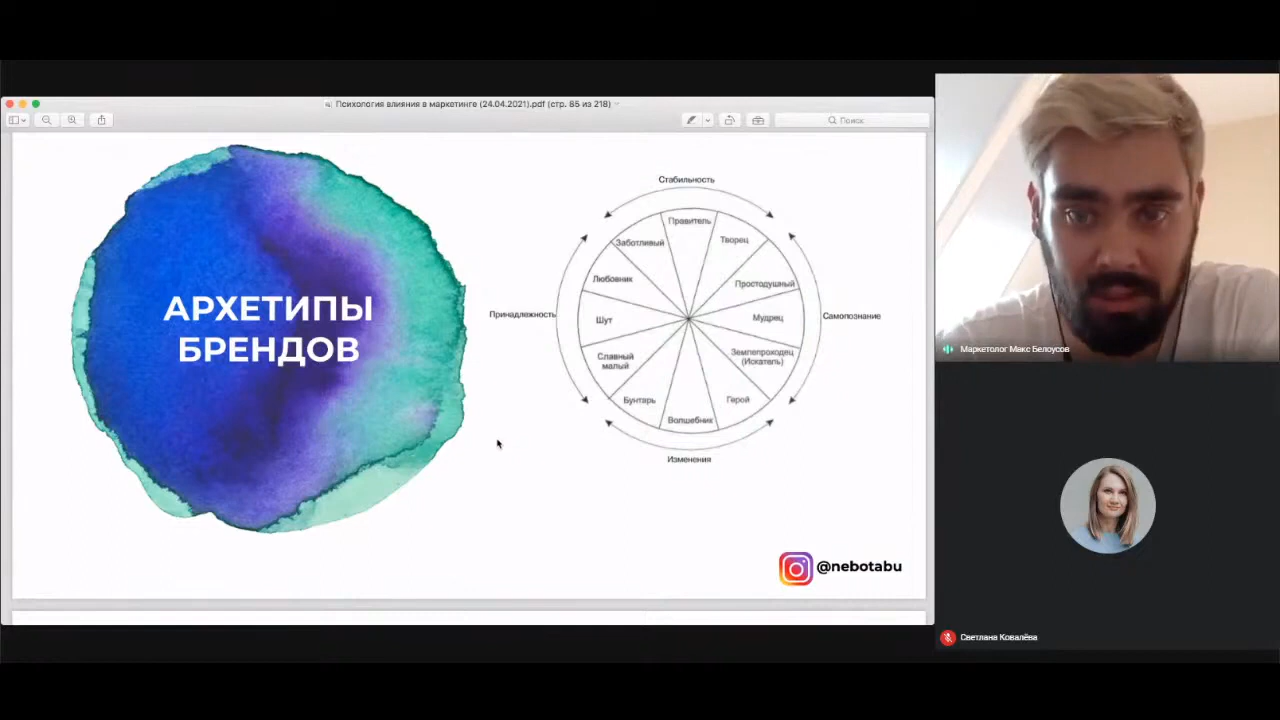 Психология влияния в маркетинге (24.04.2021).pdf (стр. 85 из 218)
Поиск
АРХЕТИПЫ
БРЕНДОВ
Стабильность
Правитель
Заботливый
Творец
Любовник
Простодушный
Принадлежность
Шут
Мудрец
Самопознание
Славный
малый
Землепроходец
(Искатель)
Бунтарь
Герой
Волшебник
Изменения
@nebotabu
Маркетолог Макс Белоусов
Светлана Ковалёва